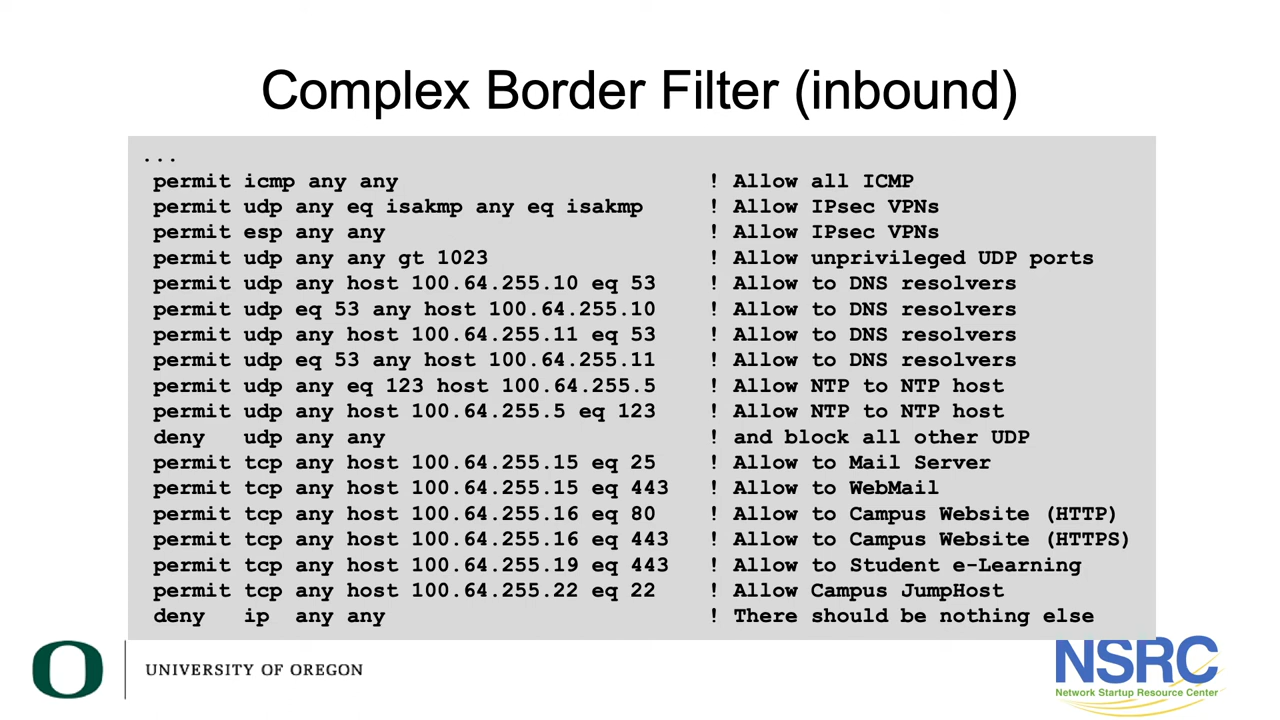 Complex Border Filter (inbound)
...
permit icmp any any ! Allow all ICMP
permit udp any eq isakmp any eq isakmp ! Allow IPsec VPNs
permit esp any any ! Allow IPsec VPNs
permit udp any any gt 1023 ! Allow unprivileged UDP ports
permit udp any host 100.64.255.10 eq 53 ! Allow to DNS resolvers
permit udp eq 53 any host 100.64.255.10 ! Allow to DNS resolvers
permit udp any host 100.64.255.11 eq 53 ! Allow to DNS resolvers
permit udp eq 53 any host 100.64.255.11 ! Allow to DNS resolvers
permit udp any eq 123 host 100.64.255.5 ! Allow NTP to NTP host
permit udp any host 100.64.255.5 eq 123 ! Allow NTP to NTP host
deny udp any any ! and block all other UDP
permit tcp any host 100.64.255.15 eq 25 ! Allow to Mail Server
permit tcp any host 100.64.255.15 eq 443 ! Allow to WebMail
permit tcp any host 100.64.255.16 eq 80 ! Allow to Campus Website (HTTP)
permit tcp any host 100.64.255.16 eq 443 ! Allow to Campus Website (HTTPS)
permit tcp any host 100.64.255.19 eq 443 ! Allow to Student e-Learning
permit tcp any host 100.64.255.22 eq 22 ! Allow Campus JumpHost
deny ip any any ! There should be nothing else
O UNIVERSITY OF OREGON
NSRC
Network Startup Resource Center